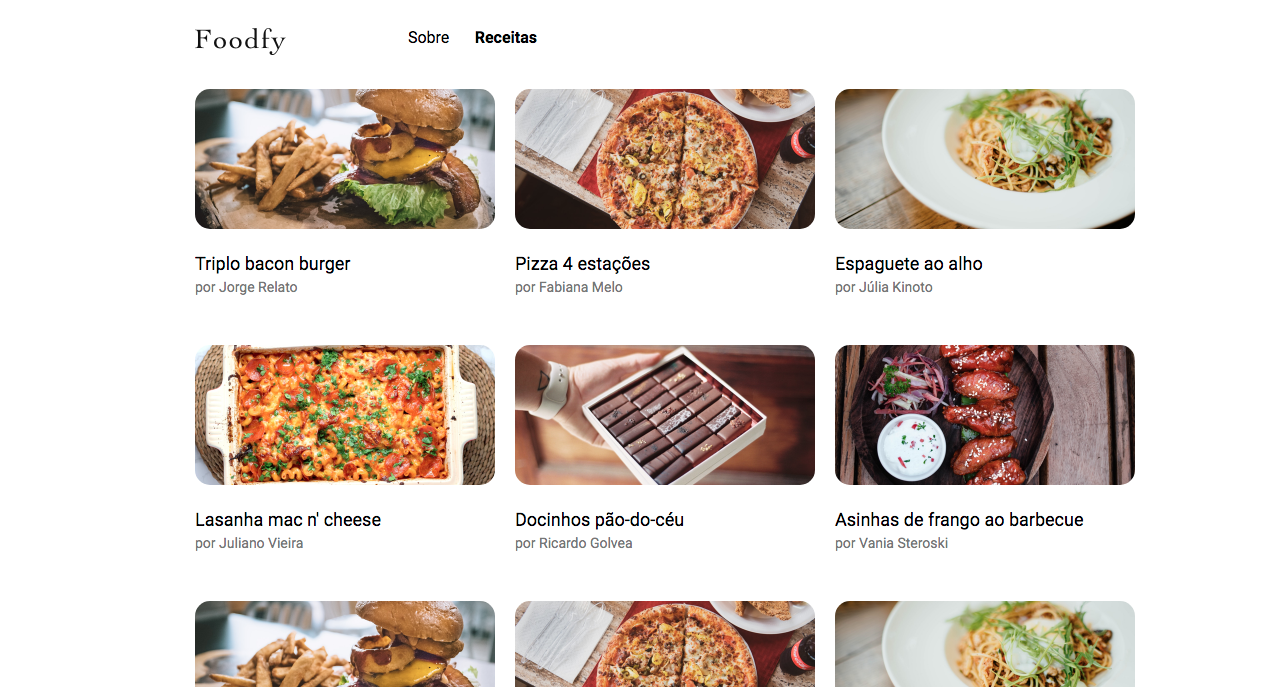 Foodfy
Sobre
Receitas
Triplo bacon burger
por Jorge Relato
Pizza 4 estações
por Fabiana Melo
Espaguete ao alho
por Júlia Kinoto
Lasanha mac n' cheese
por Juliano Vieira
Docinhos pão-do-céu
por Ricardo Golvea
Asinhas de frango ao barbecue
por Vania Steroski